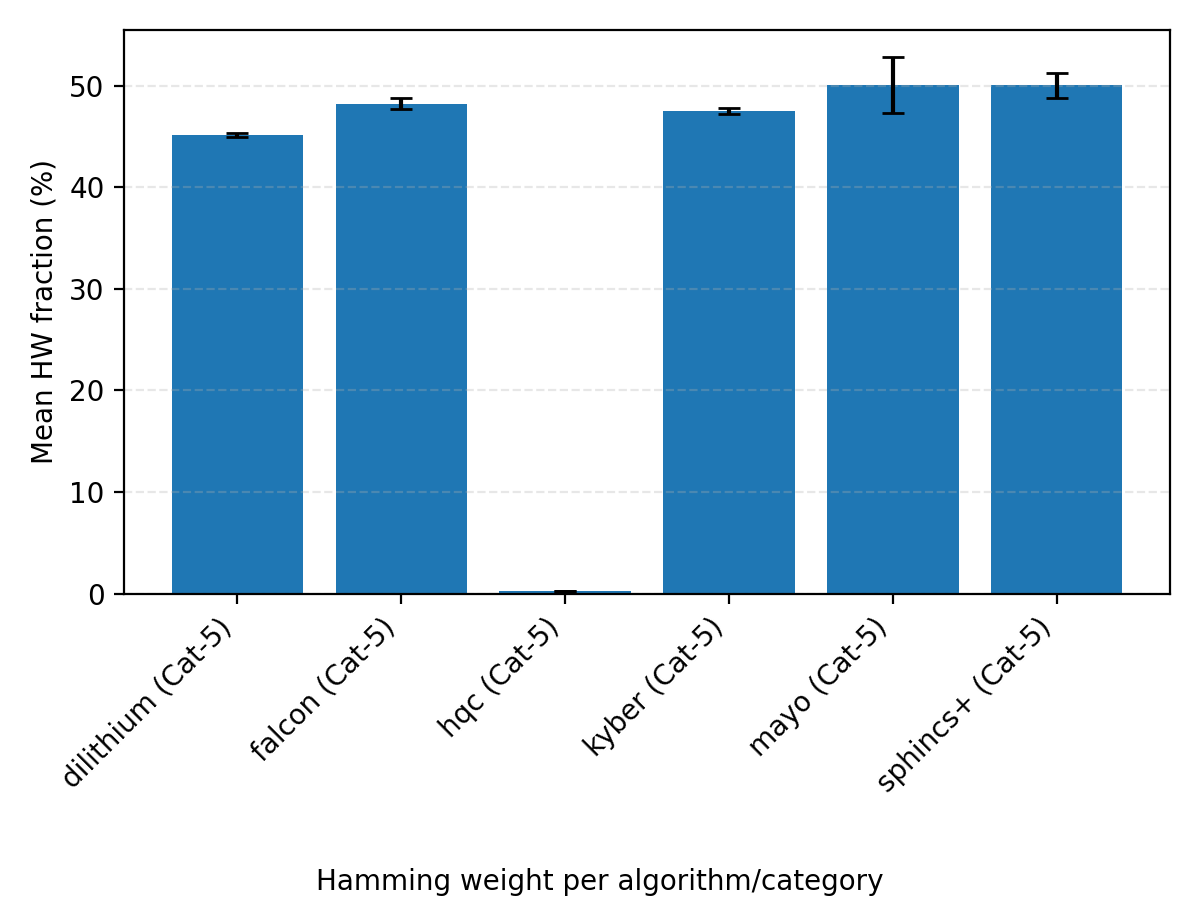 Mean HW fraction (%)
50
40
30
20
10
0
dilithium (Cat-5)
falcon (Cat-5)
hqc (Cat-5)
kyber (Cat-5)
mayo (Cat-5)
sphincs+ (Cat-5)
Hamming weight per algorithm/category